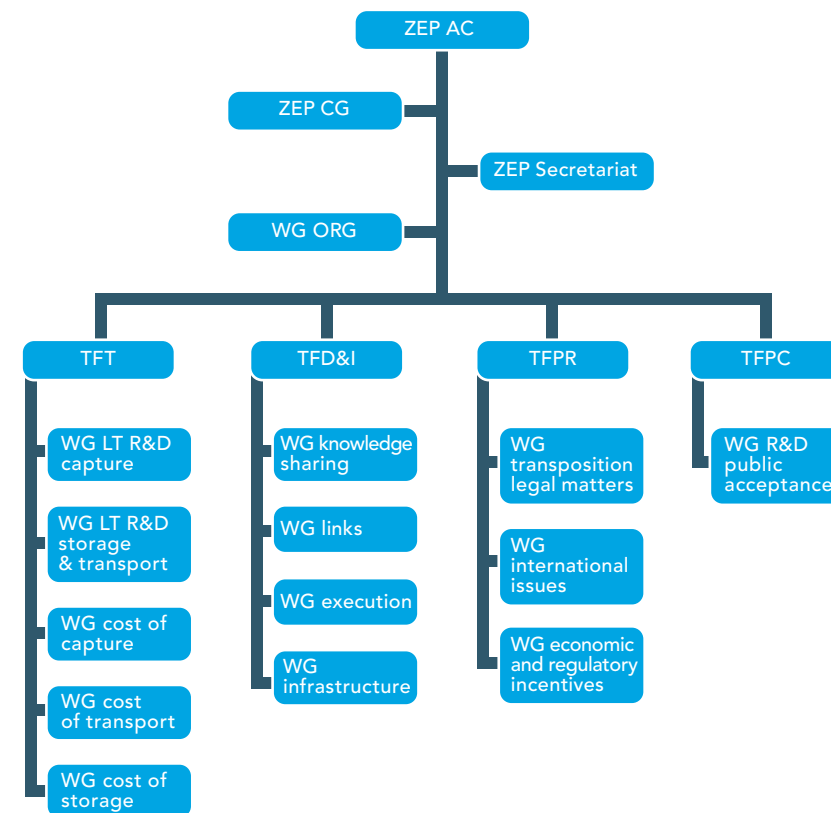 ZEP AC
ZEP CG
ZEP Secretariat
WG ORG
TFT
TFD&I
TFPR
TFPC
WG LT R&D
capture
WG LT R&D
storage
& transport
WG cost of
capture
WG cost
of transport
WG cost of
storage
WG knowledge
sharing
WG links
WG execution
WG
infrastructure
WG
transposition
legal matters
WG
international
issues
WG economic
and regulatory
incentives
WG R&D
public
acceptance